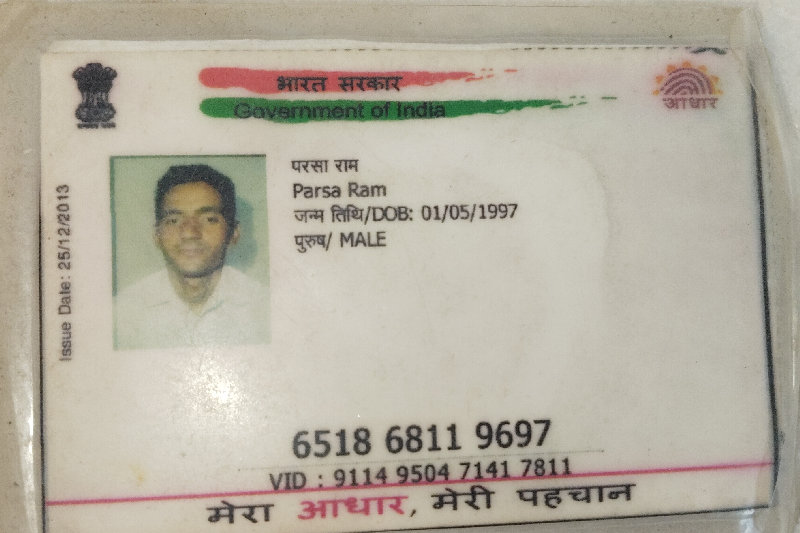 भारत सरकार
Government of India
आधार
Issue Date: 25/12/2013
परसा राम
Parsa Ram
जन्म तिथि/DOB: 01/05/1997
पुरुष/ MALE
6518 6811 9697
VID : 9114 9504 7141 7811
मेरा आधार, मेरी पहचान